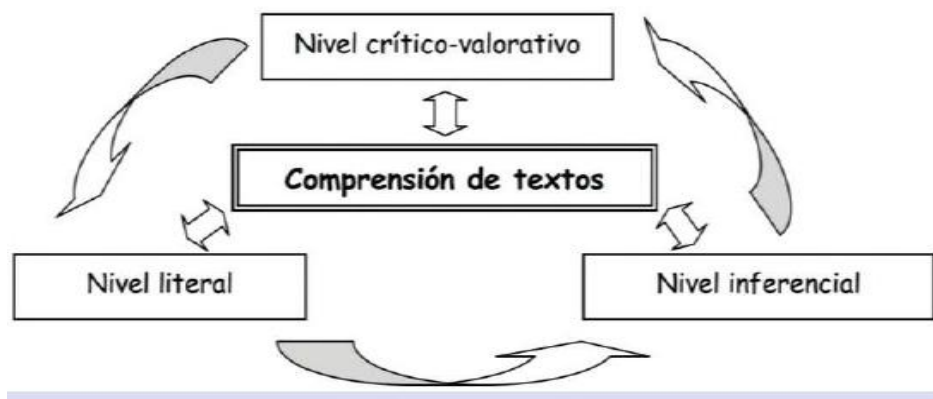 Nivel crítico-valorativo
Comprensión de textos
Nivel literal
Nivel inferencial